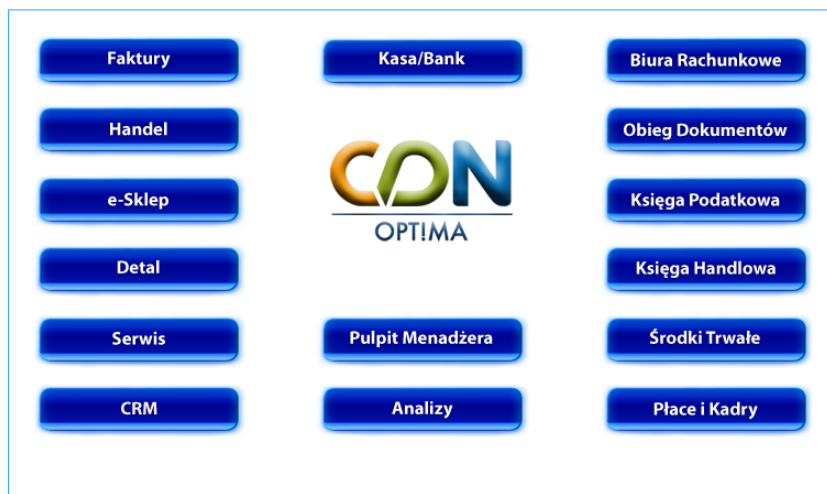 Faktury
Kasa/Bank
Biura Rachunkowe
Handel
Obieg Dokumentów
CDN
OPT!MA
e-Sklep
Księga Podatkowa
Detal
Księga Handlowa
Serwis
Pulpit Menadżera
Środki Trwałe
CRM
Analizy
Płace i Kadry